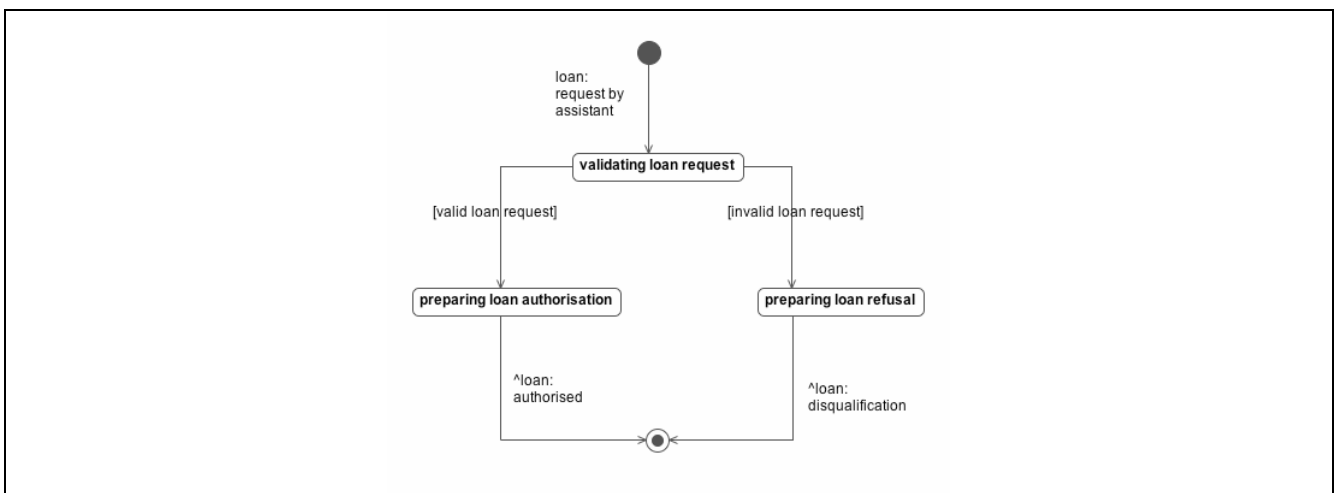 loan:
request by
assistant
validating loan request
[valid loan request]
[invalid loan request]
preparing loan authorisation
preparing loan refusal
^loan:
authorised
^loan:
disqualification